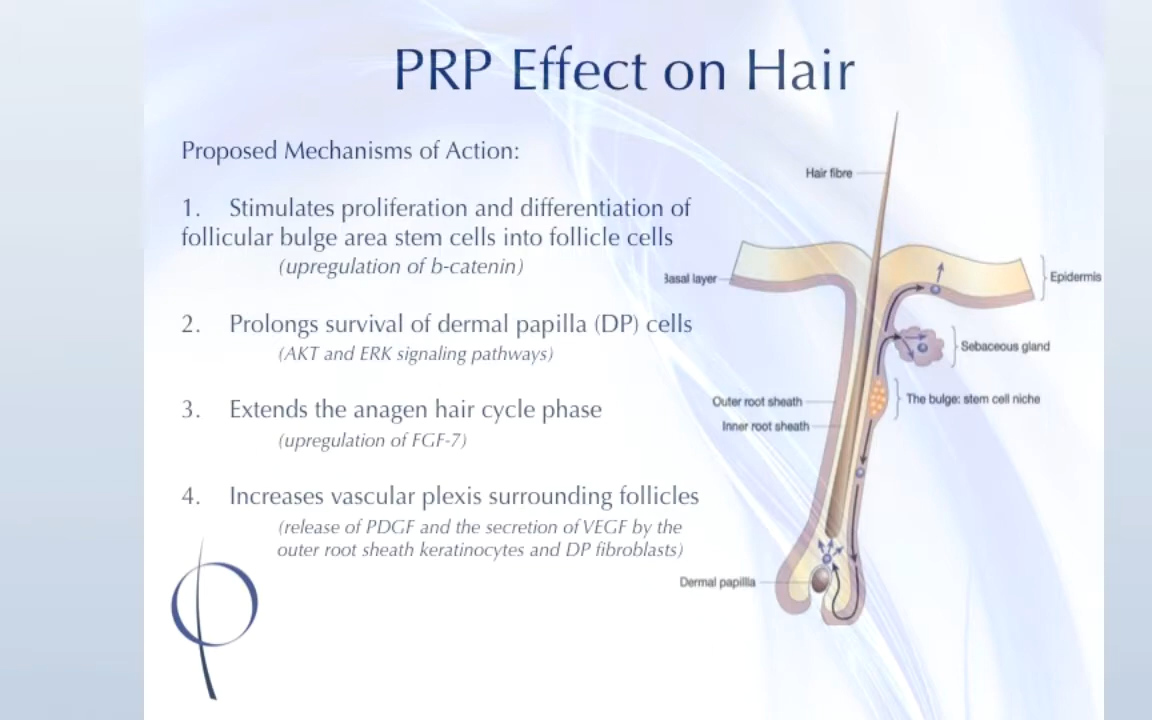 PRP Effect on Hair
Proposed Mechanisms of Action:
1. Stimulates proliferation and differentiation of
follicular bulge area stem cells into follicle cells
(upregulation of b-catenin)
2. Prolongs survival of dermal papilla (DP) cells
(AKT and ERK signaling pathways)
3. Extends the anagen hair cycle phase
(upregulation of FGF-7)
4. Increases vascular plexis surrounding follicles
(release of PDGF and the secretion of VEGF by the
outer root sheath keratinocytes and DP fibroblasts)
Hair fibre
Basal layer
Epidermis
Sebaceous gland
Outer root sheath
The bulge: stem cell niche
Inner root sheath
Dermal papillla